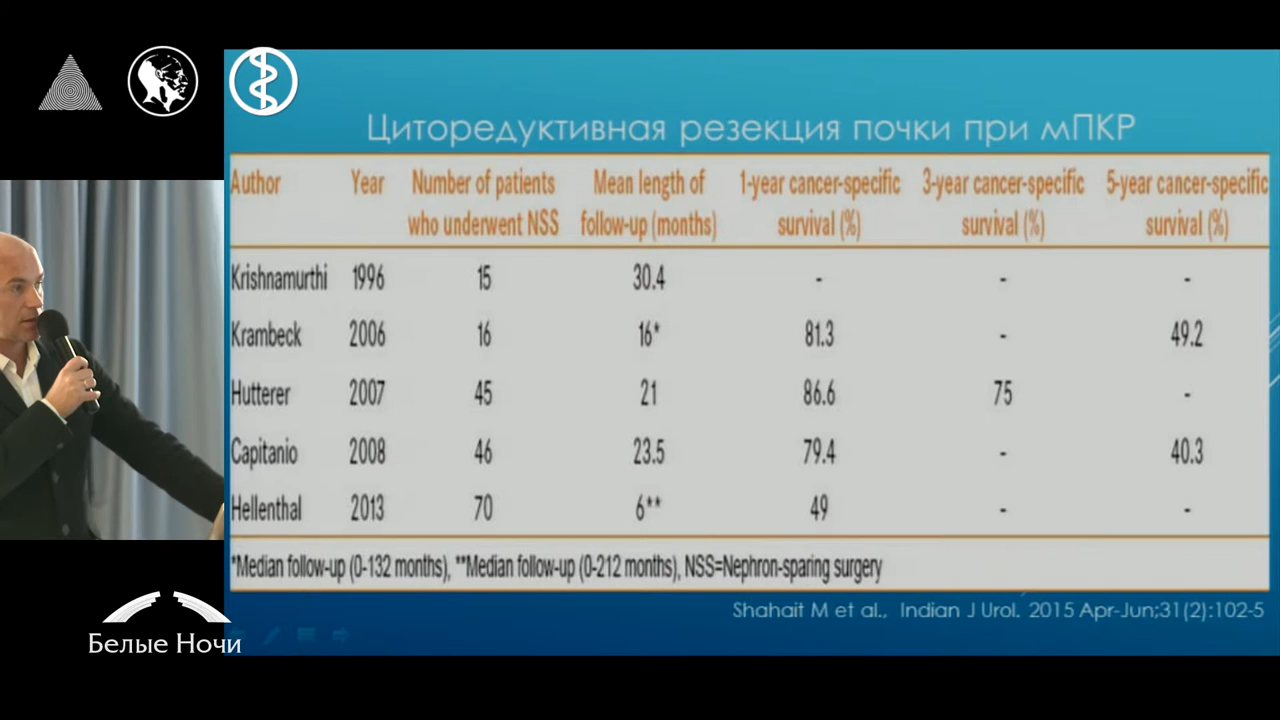 Циторедуктивная резекция почки при мПКР
Author Year Number of patients who underwent NSS Mean length of follow-up (months) 1-year cancer-specific survival (%) 3-year cancer-specific survival (%) 5-year cancer-specific survival (%)
Krishnamurthi 1996 15 30.4 - - -
Krambeck 2006 16 16* 81.3 - 49.2
Hutterer 2007 45 21 86.6 75 -
Capitanio 2008 46 23.5 79.4 - 40.3
Hellenthal 2013 70 6** 49 - -
*Median follow-up (0-132 months), **Median follow-up (0-212 months), NSS=Nephron-sparing surgery
Shahait M et al., Indian J Urol. 2015 Apr-Jun;31(2):102-5
Белые Ночи